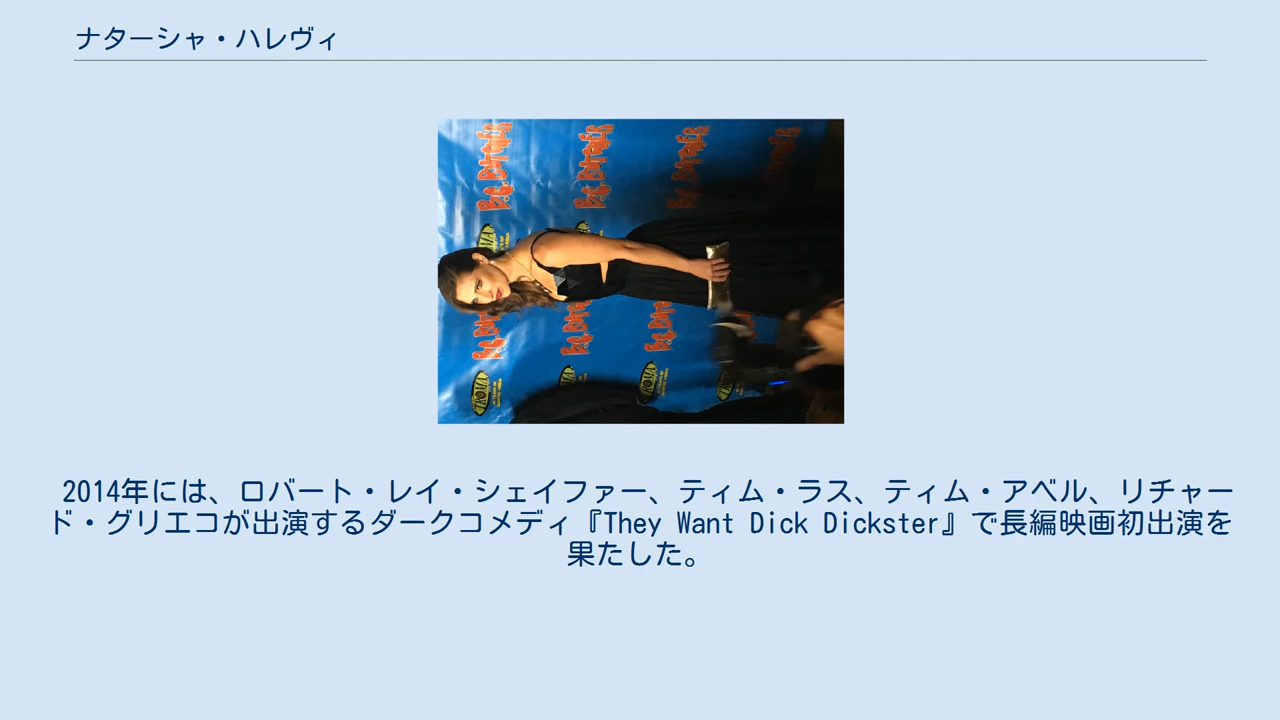 ナターシャ・ハレヴィ
B.C. Butcher
B.C. Butcher
TROMA
TROMA
2014年には、ロバート・レイ・シェイファー、ティム・ラス、ティム・アベル、リチャー
ド・グリエコが出演するダークコメディ『They Want Dick Dickster』で長編映画初出演を
果たした。